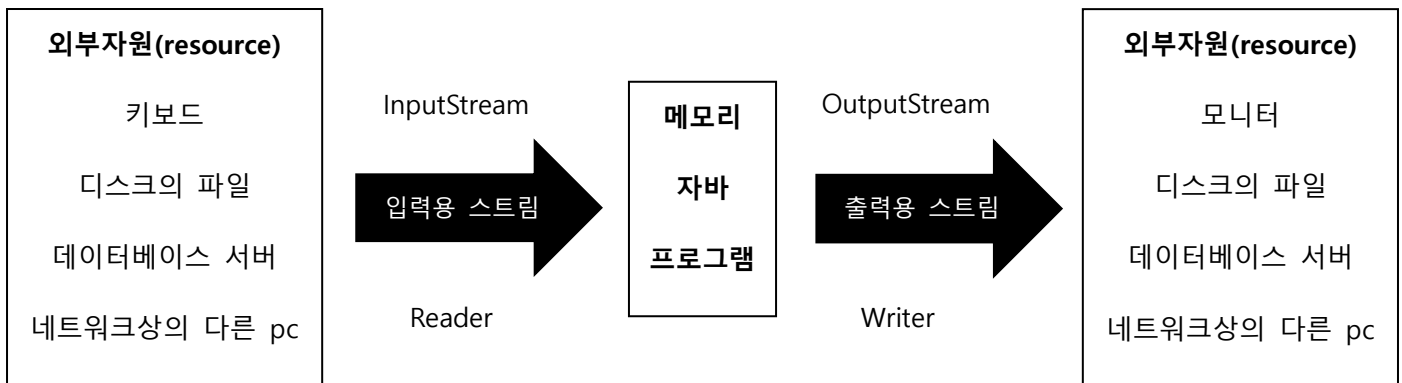 외부자원(resource)
키보드
디스크의 파일
데이터베이스 서버
네트워크상의 다른 pc
InputStream
입력용 스트림
Reader
메모리
자바
프로그램
OutputStream
출력용 스트림
Writer
외부자원(resource)
모니터
디스크의 파일
데이터베이스 서버
네트워크상의 다른 pc